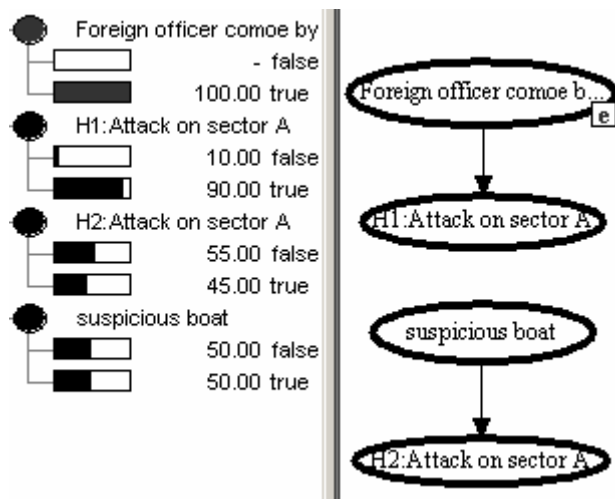 Foreign officer comoe by
- false
100.00 true
H1:Attack on sector A
10.00 false
90.00 true
H2:Attack on sector A
55.00 false
45.00 true
suspicious boat
50.00 false
50.00 true
Foreign officer comoe b...
e
H1:Attack on sector A
suspicious boat
H2:Attack on sector A